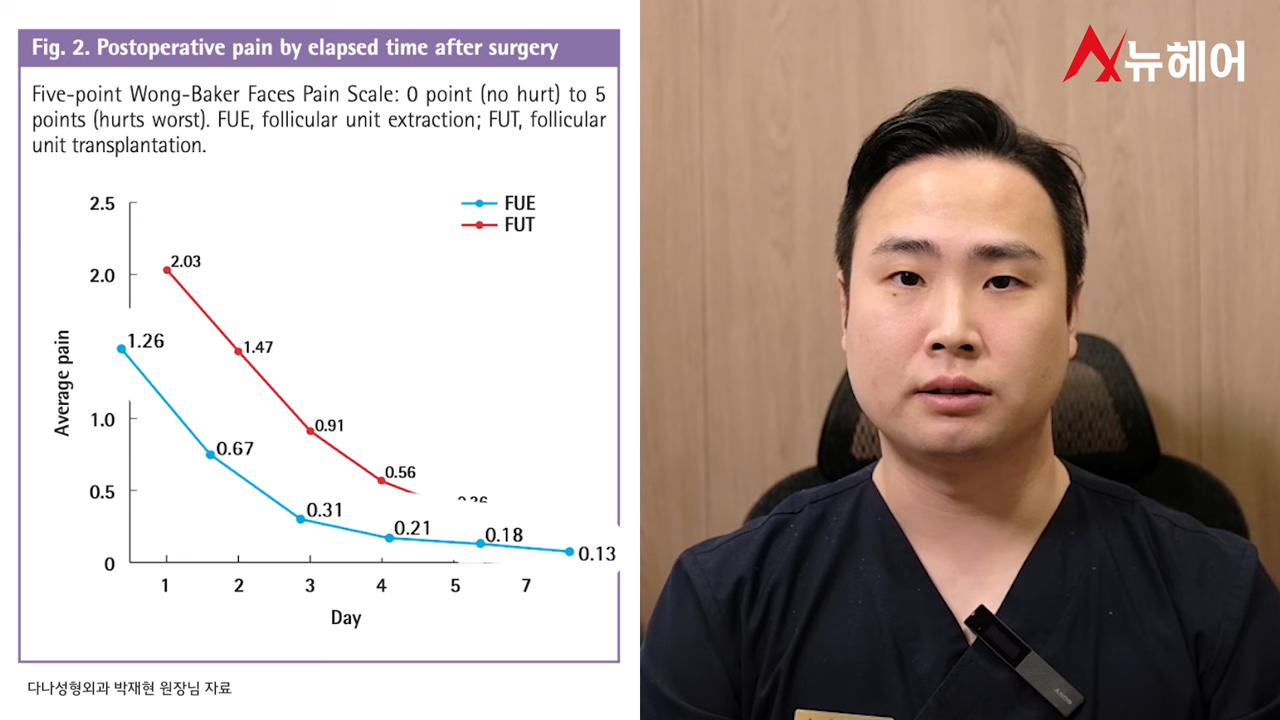 Fig. 2. Postoperative pain by elapsed time after surgery
Five-point Wong-Baker Faces Pain Scale: 0 point (no hurt) to 5
points (hurts worst). FUE, follicular unit extraction; FUT, follicular
unit transplantation.
2.5
2.0
1.0
0.5
0
Average pain
FUE
FUT
2.03
1.47
0.91
0.56
1.26
0.67
0.31
0.21
0.18
0.13
1 2 3 4 5 7
Day
다나성형외과 박재현 원장님 자료
뉴헤어